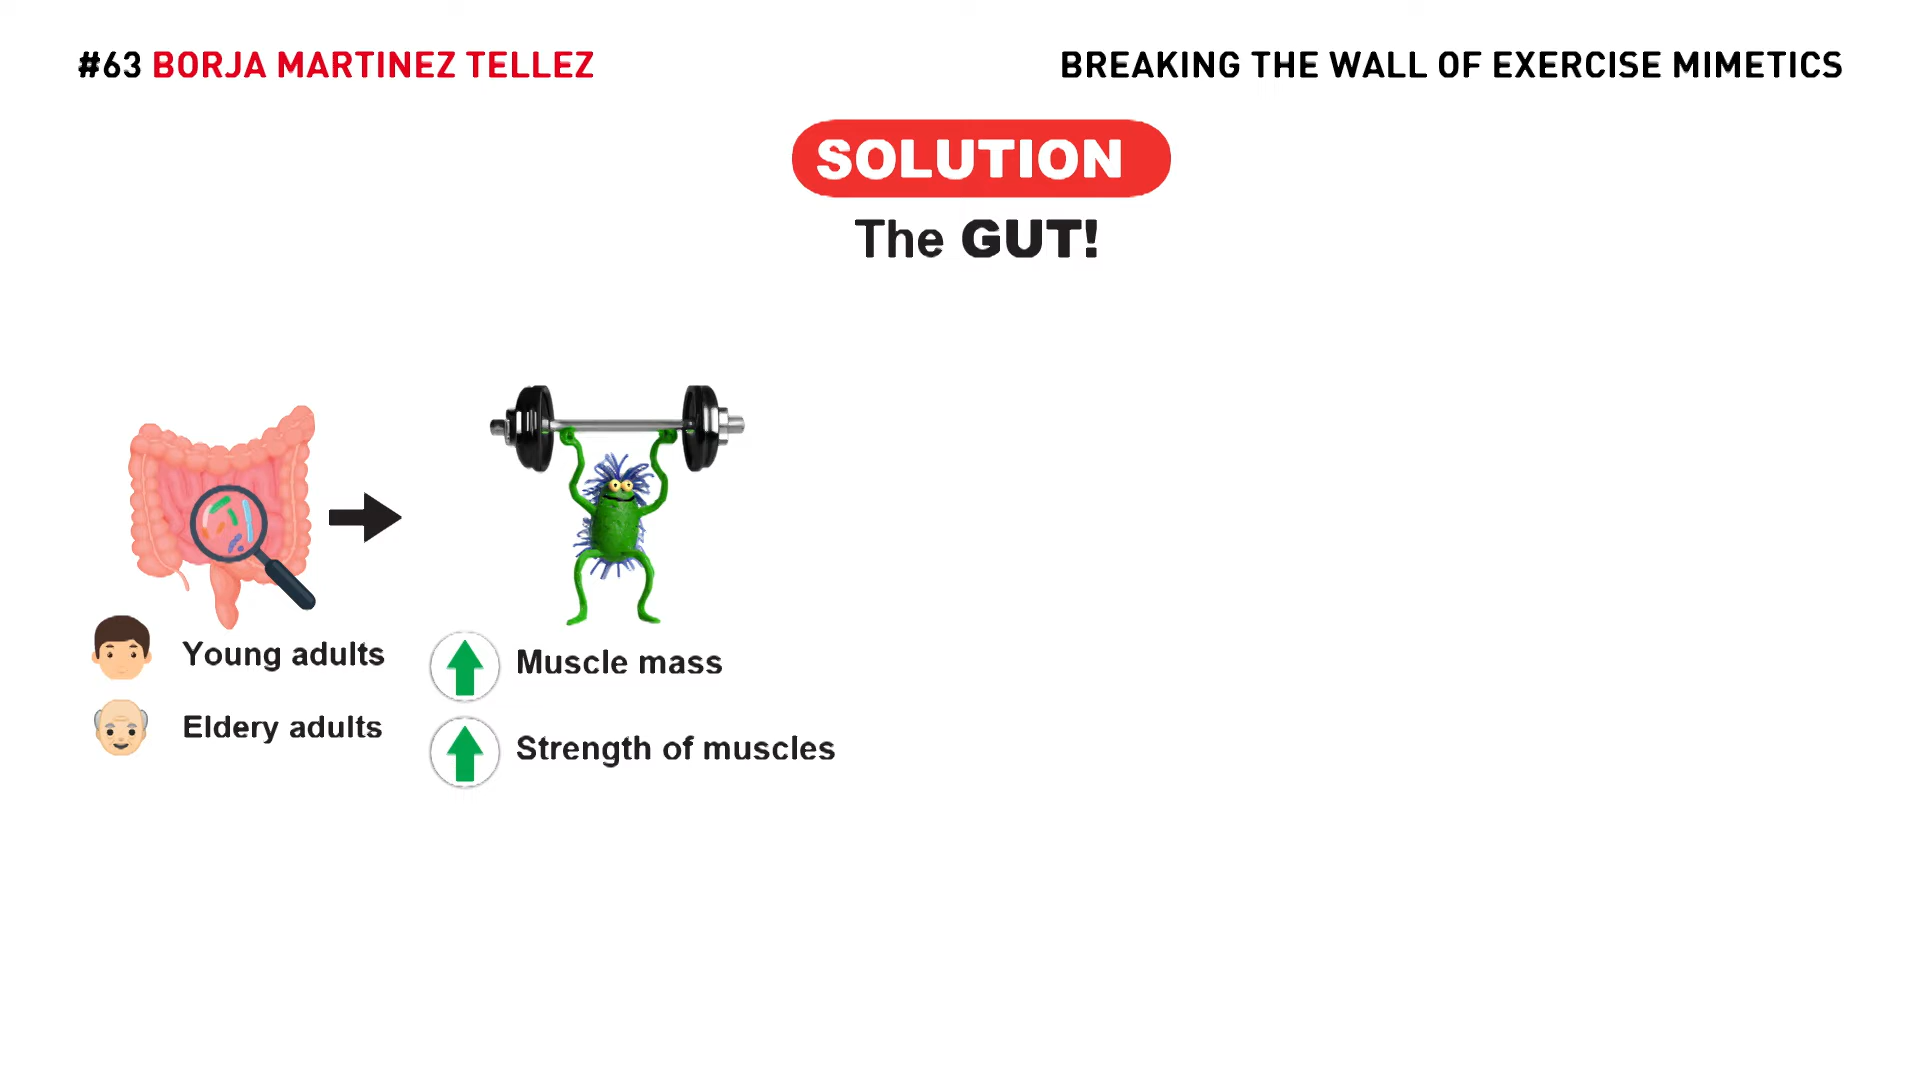 #63 BORJA MARTINEZ TELLEZ
BREAKING THE WALL OF EXERCISE MIMETICS
SOLUTION
The GUT!
Young adults
Eldery adults
Muscle mass
Strength of muscles